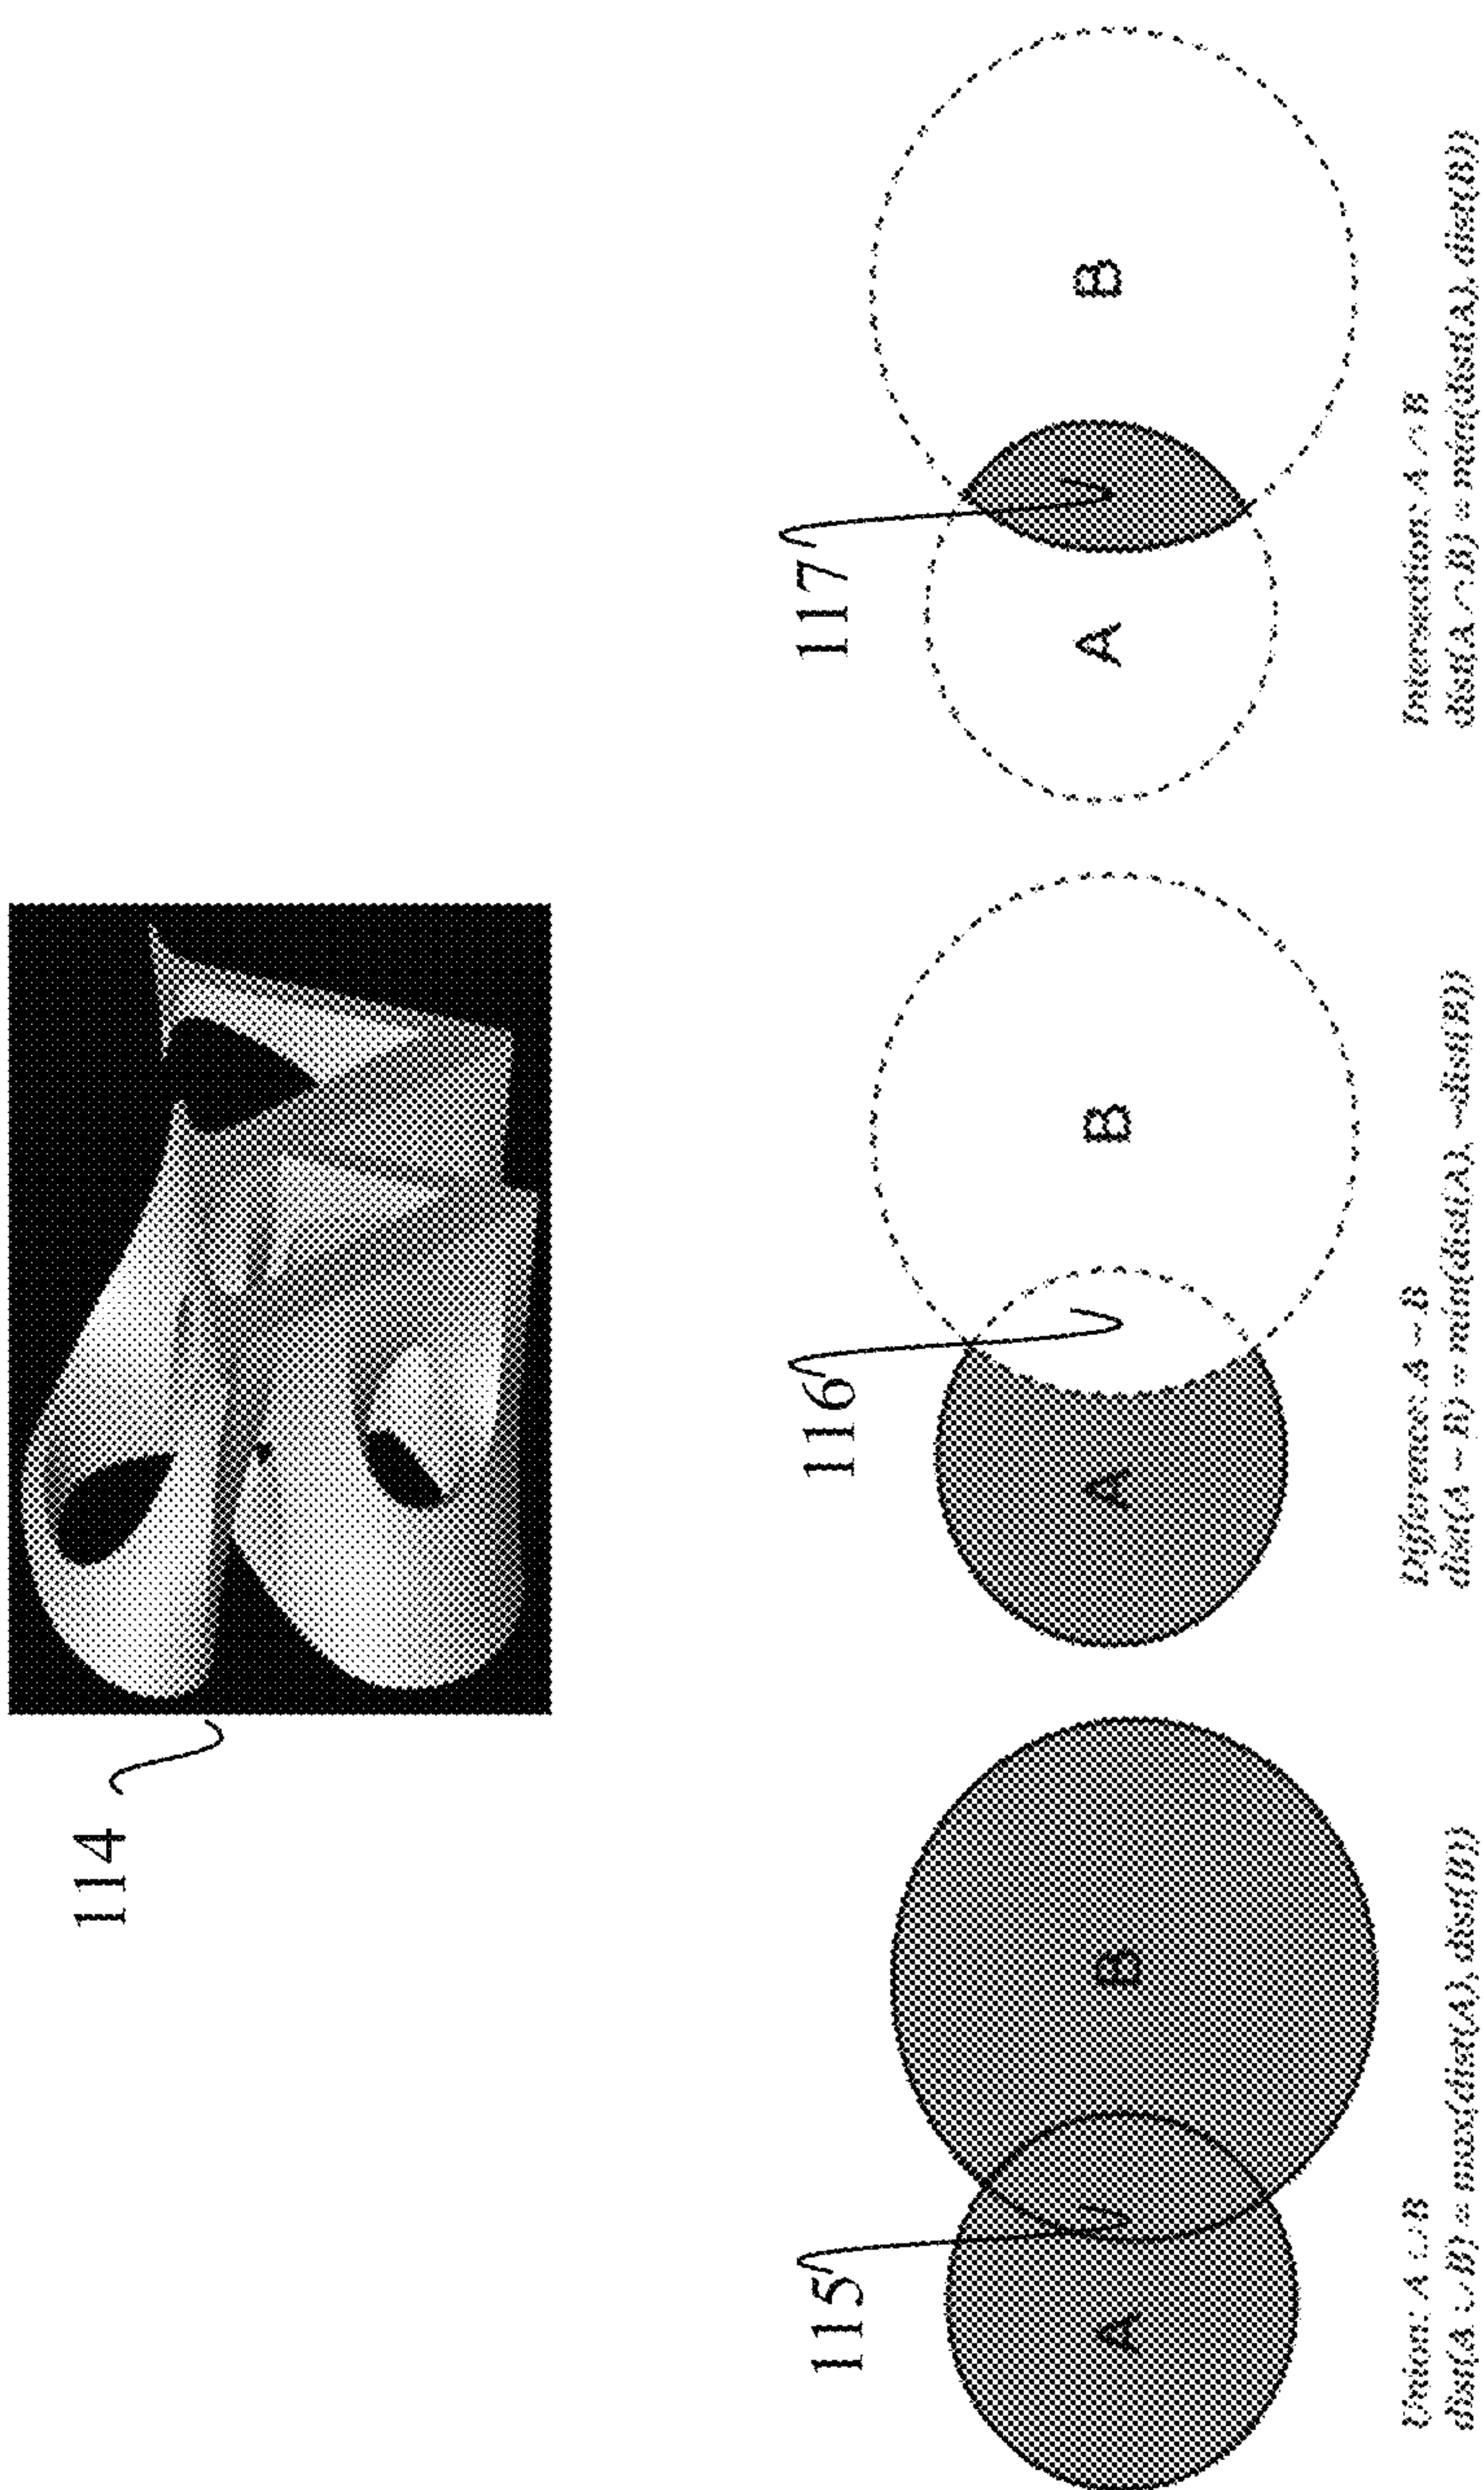 114
115
A
B
Union: A ∪ B
dist(A ∪ B) = max(dist(A), dist(B))
116
A
B
Difference: A - B
dist(A - B) = min(dist(A), -dist(B))
117
A
B
Intersection: A ∩ B
dist(A ∩ B) = min(dist(A), dist(B))